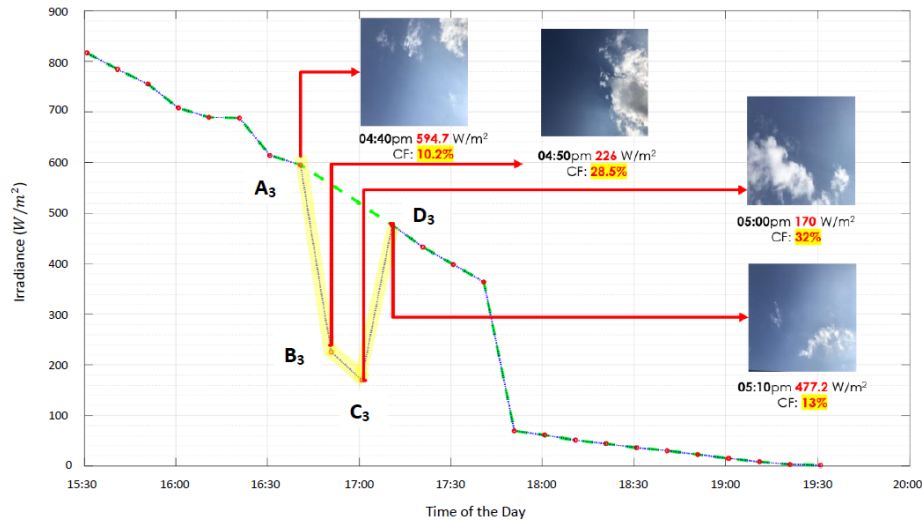 900
800
700
600
500
400
300
200
100
0
Irradiance (W/m²)
04:40pm 594.7 W/m²
CF: 10.2%
04:50pm 226 W/m²
CF: 28.5%
05:00pm 170 W/m²
CF: 32%
05:10pm 477.2 W/m²
CF: 13%
A₃
D₃
B₃
C₃
15:30 16:00 16:30 17:00 17:30 18:00 18:30 19:00 19:30 20:00
Time of the Day